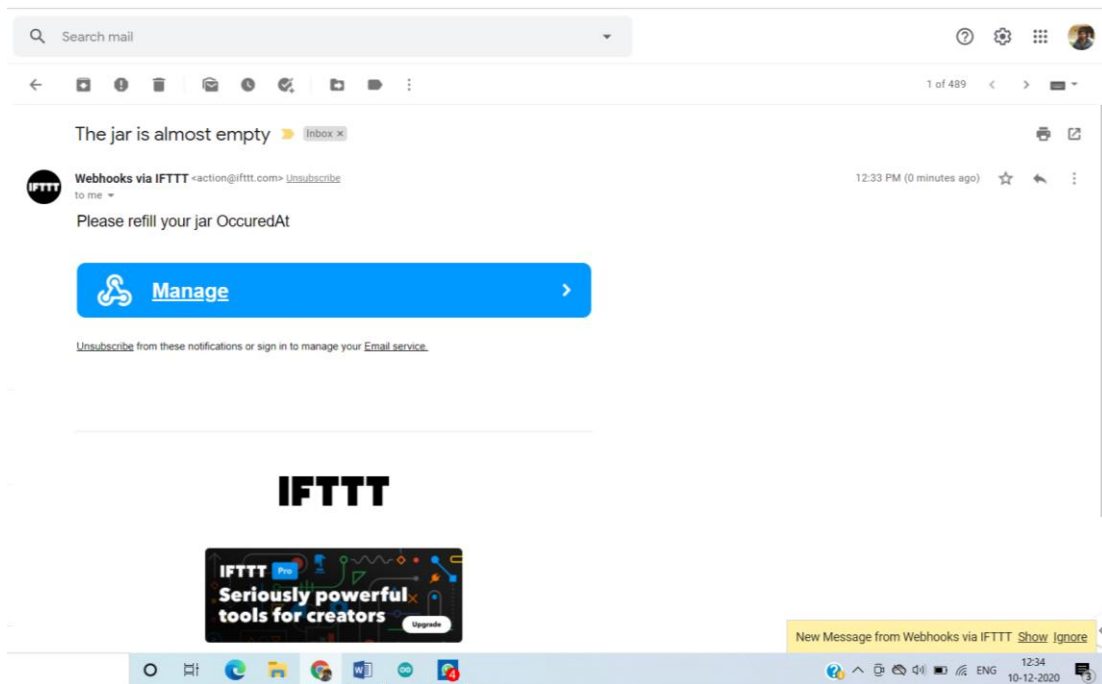 Search mail
1 of 489
The jar is almost empty Inbox ×
IFTTT
Webhooks via IFTTT <action@ifttt.com> Unsubscribe
12:33 PM (0 minutes ago)
to me
Please refill your jar OccuredAt
Manage
Unsubscribe from these notifications or sign in to manage your Email service.
IFTTT
IFTTT Pro
Seriously powerful
tools for creators
Upgrade
New Message from Webhooks via IFTTT Show Ignore
ENG
12:34
10-12-2020
4
3